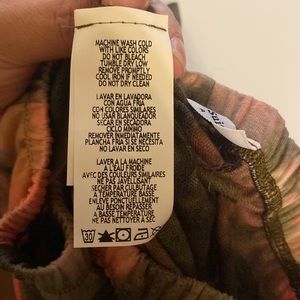 MACHINE WASH COLD
WITH LIKE COLORS
DO NOT BLEACH
TUMBLE DRY LOW
REMOVE PROMPTLY
COOL IRON IF NEEDED
DO NOT DRY CLEAN
LAVAR EN LAVADORA
CON AGUA FRIA
CON COLORES SIMILARES
NO USAR BLANQUEADOR
SECAR EN SECADORA
CICLO MINIMO
REMOVER INMEDIATAMENTE
PLANCHA FRIA SI SE NECESITA
NO LAVAR EN SECO
LAVER A LA MACHINE
A L'EAU FROIDE
AVEC DES COULEURS SIMILAIRES
NE PAS JAVELLISANT
SECHER PAR CULBUTAGE
A BASSE TEMPERATURE
ENLEVE PONCTUELLEMENT
AU BESOIN REPASSER
A BASSE TEMPERATURE
NE PAS NETTOYER A SEC
30